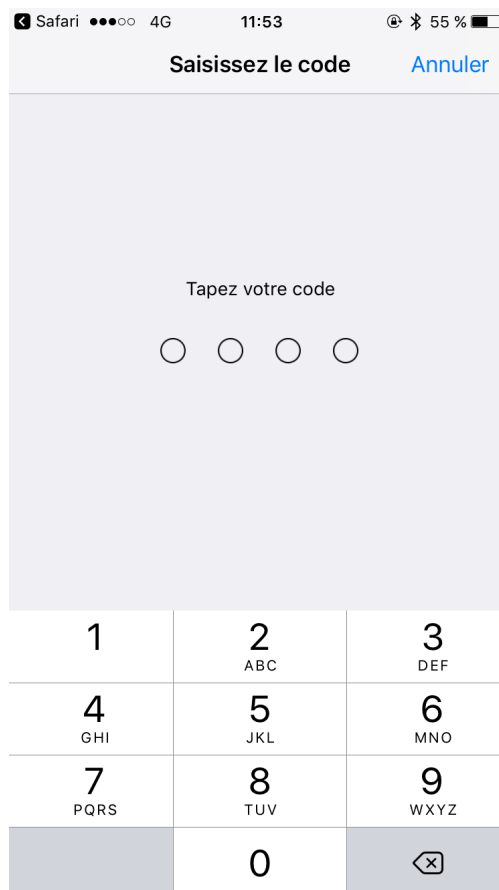 Safari 4G 11:53 55 %
Saisissez le code Annuler
Tapez votre code
1 2 3
ABC DEF
4 5 6
GHI JKL MNO
7 8 9
PQRS TUV WXYZ
0